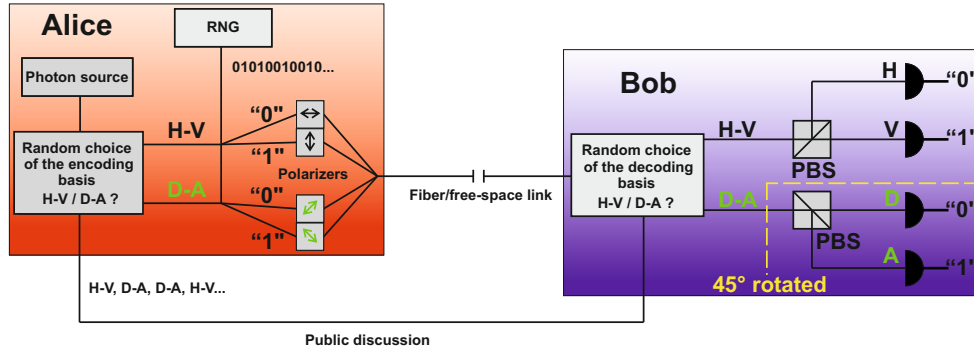 Alice
RNG
01010010010...
Photon source
Random choice
of the encoding
basis
H-V / D-A ?
H-V
D-A
“0"
“1"
Polarizers
“0"
“1"
H-V, D-A, D-A, H-V...
Public discussion
Fiber/free-space link
Bob
Random choice
of the decoding
basis
H-V / D-A ?
H-V
D-A
PBS
PBS
H
“0"
V
“1"
D
“0"
A
“1"
45° rotated